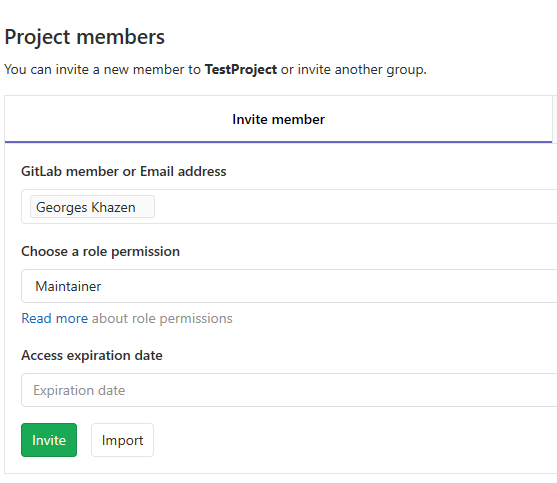 Project members
You can invite a new member to TestProject or invite another group.
Invite member
GitLab member or Email address
Georges Khazen
Choose a role permission
Maintainer
Read more about role permissions
Access expiration date
Expiration date
Invite Import